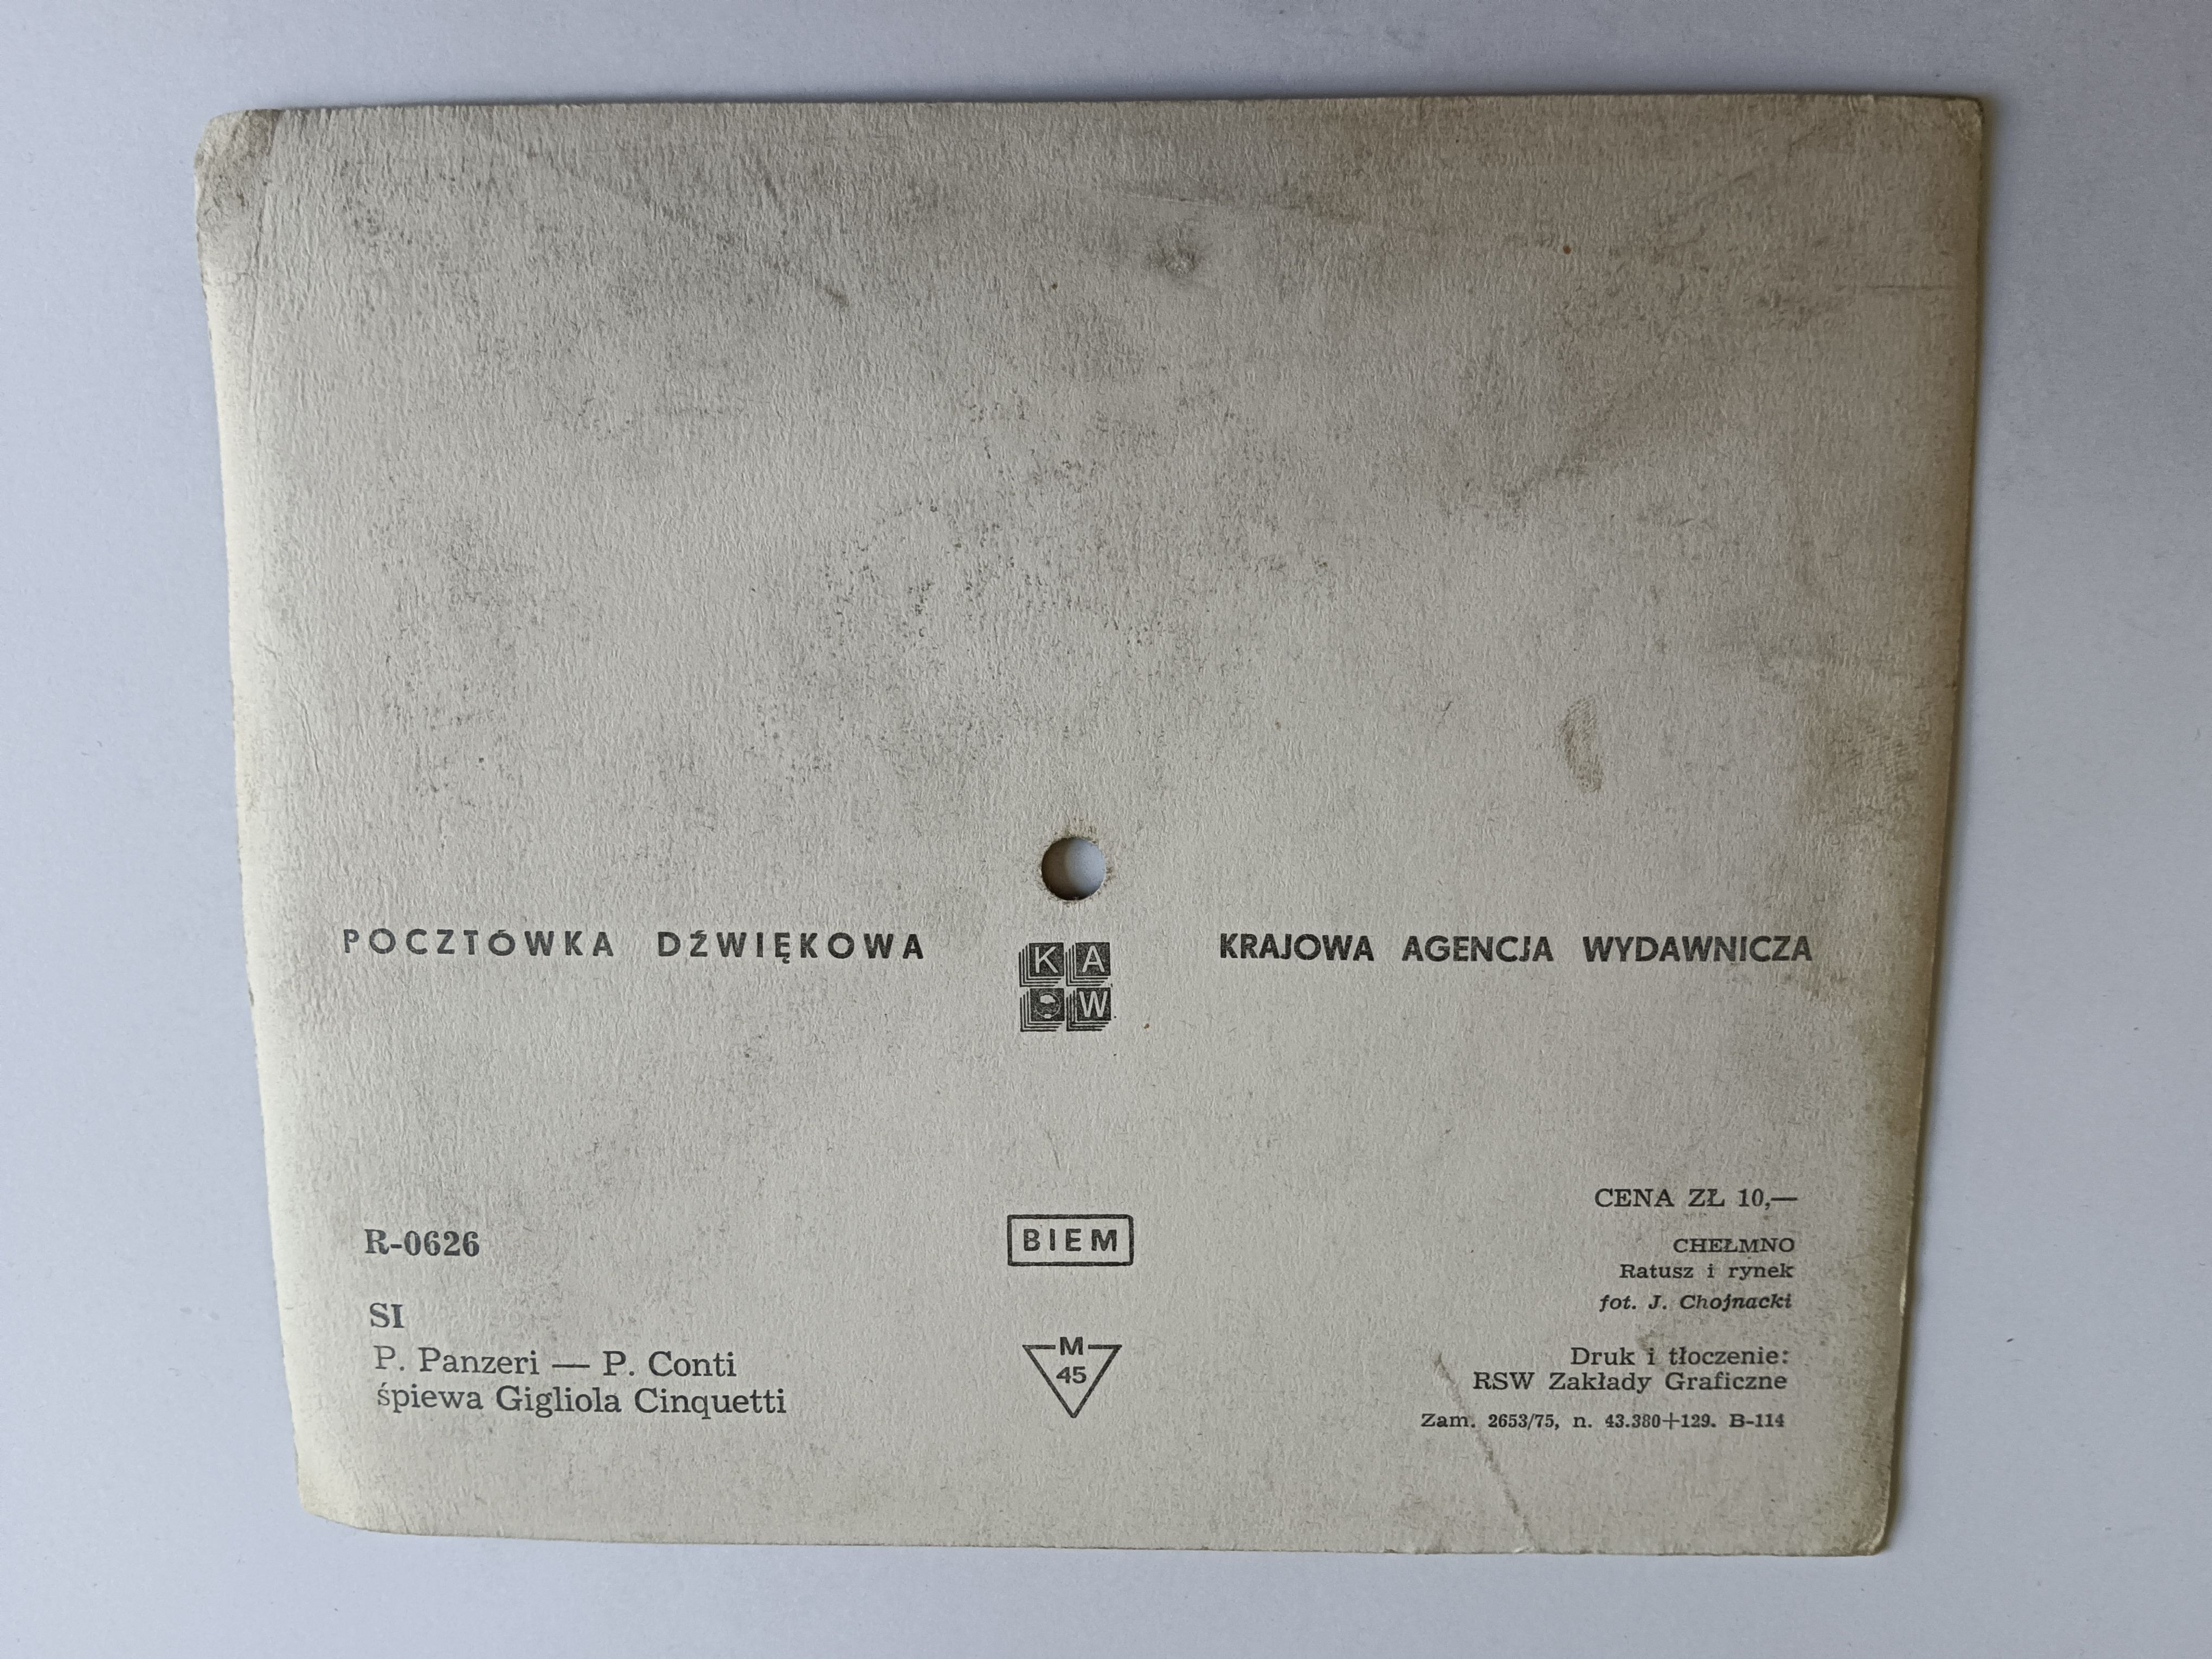 POCZTÓWKA DŹWIĘKOWA
K A
W
KRAJOWA AGENCJA WYDAWNICZA
R-0626
SI
P. Panzeri — P. Conti
śpiewa Gigliola Cinquetti
BIEM
M
45
CENA ZŁ 10,—
CHEŁMNO
Ratusz i rynek
fot. J. Chojnacki
Druk i tłoczenie:
RSW Zakłady Graficzne
Zam. 2653/75, n. 43.380+129. B-114